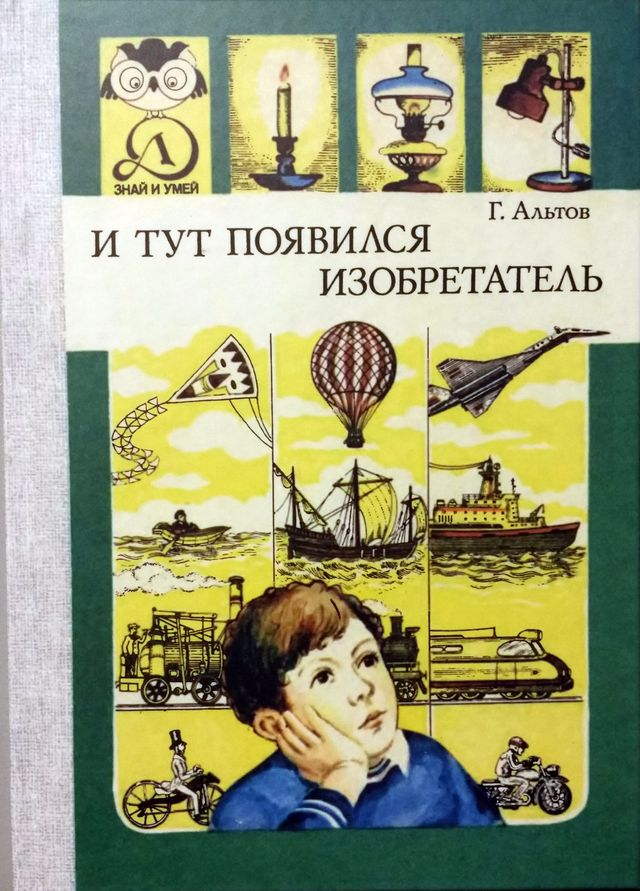 Д
ЗНАЙ И УМЕЙ
Г. АЛЬТОВ
И ТУТ ПОЯВИЛСЯ
ИЗОБРЕТАТЕЛЬ